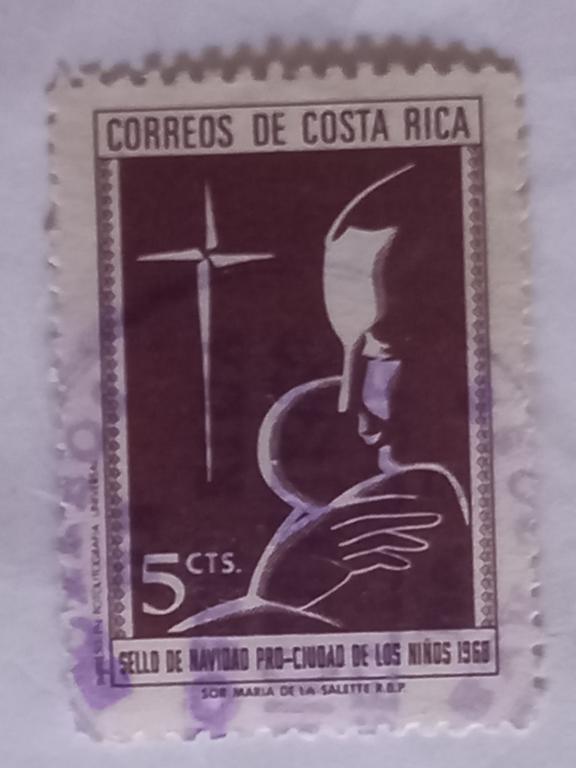 CORREOS DE COSTA RICA
5 CTS.
SELLO DE NAVIDAD PRO-CIUDAD DE LOS NIÑOS 1960
SOR MARIA DE LA SALETTE R.B.P.